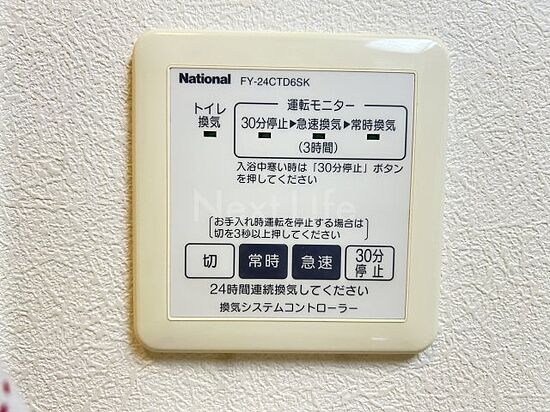 National FY-24CTD6SK
トイレ
換気
運転モニター
30分停止▶急速換気▶常時換気
(3時間)
入浴中寒い時は「30分停止」ボタン
を押してください
Next Life
お手入れ時運転を停止する場合は
切を3秒以上押してください
切 常時 急速 30分
停止
24時間連続換気してください
換気システムコントローラー